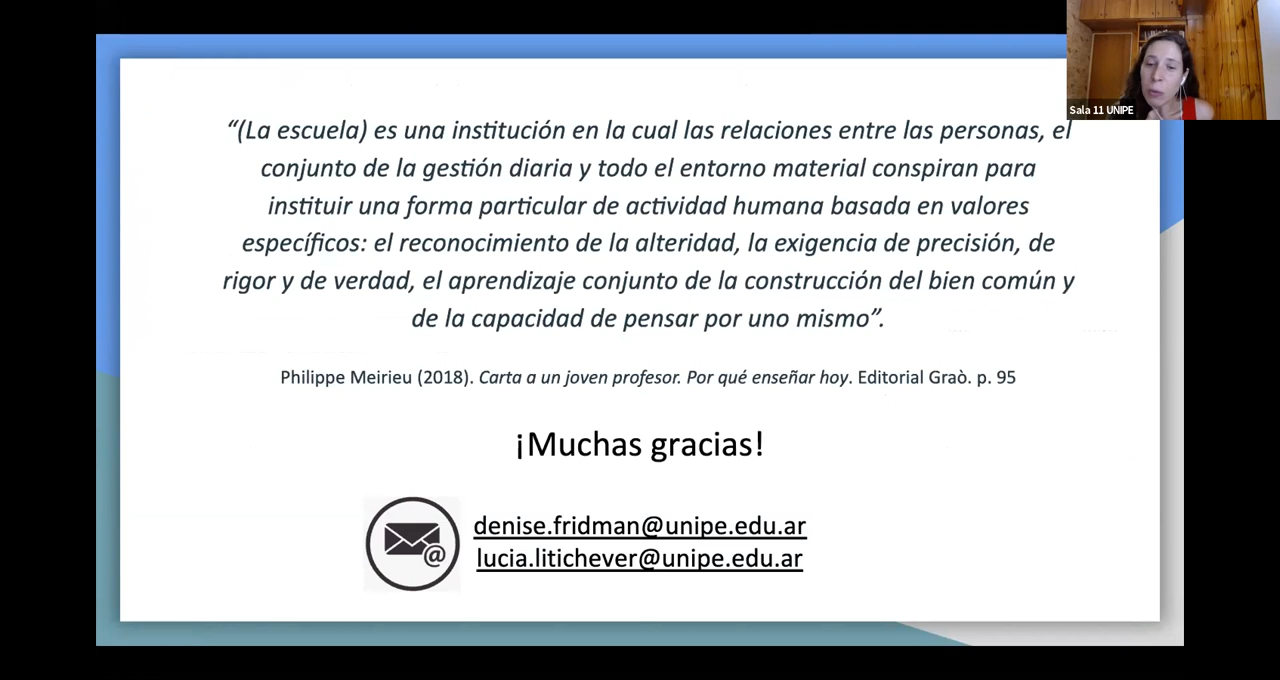 “(La escuela) es una institución en la cual las relaciones entre las personas, el
conjunto de la gestión diaria y todo el entorno material conspiran para
instituir una forma particular de actividad humana basada en valores
específicos: el reconocimiento de la alteridad, la exigencia de precisión, de
rigor y de verdad, el aprendizaje conjunto de la construcción del bien común y
de la capacidad de pensar por uno mismo”.
Philippe Meirieu (2018). Carta a un joven profesor. Por qué enseñar hoy. Editorial Graò. p. 95
¡Muchas gracias!
@
denise.fridman@unipe.edu.ar
lucia.litichever@unipe.edu.ar
Sala 11 UNIPE